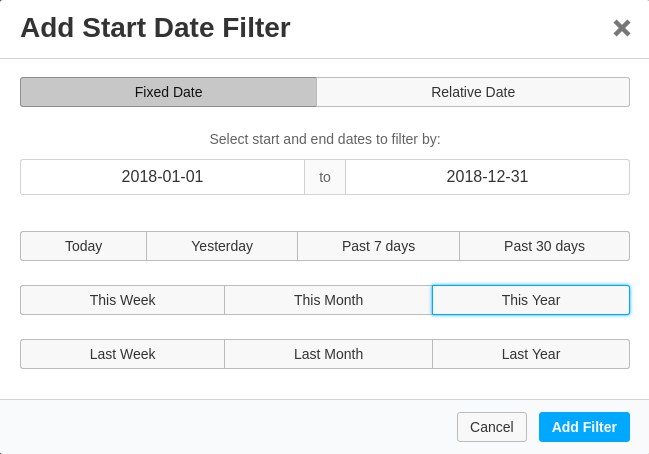 Add Start Date Filter
Fixed Date Relative Date
Select start and end dates to filter by:
2018-01-01 to 2018-12-31
Today Yesterday Past 7 days Past 30 days
This Week This Month This Year
Last Week Last Month Last Year
Cancel Add Filter